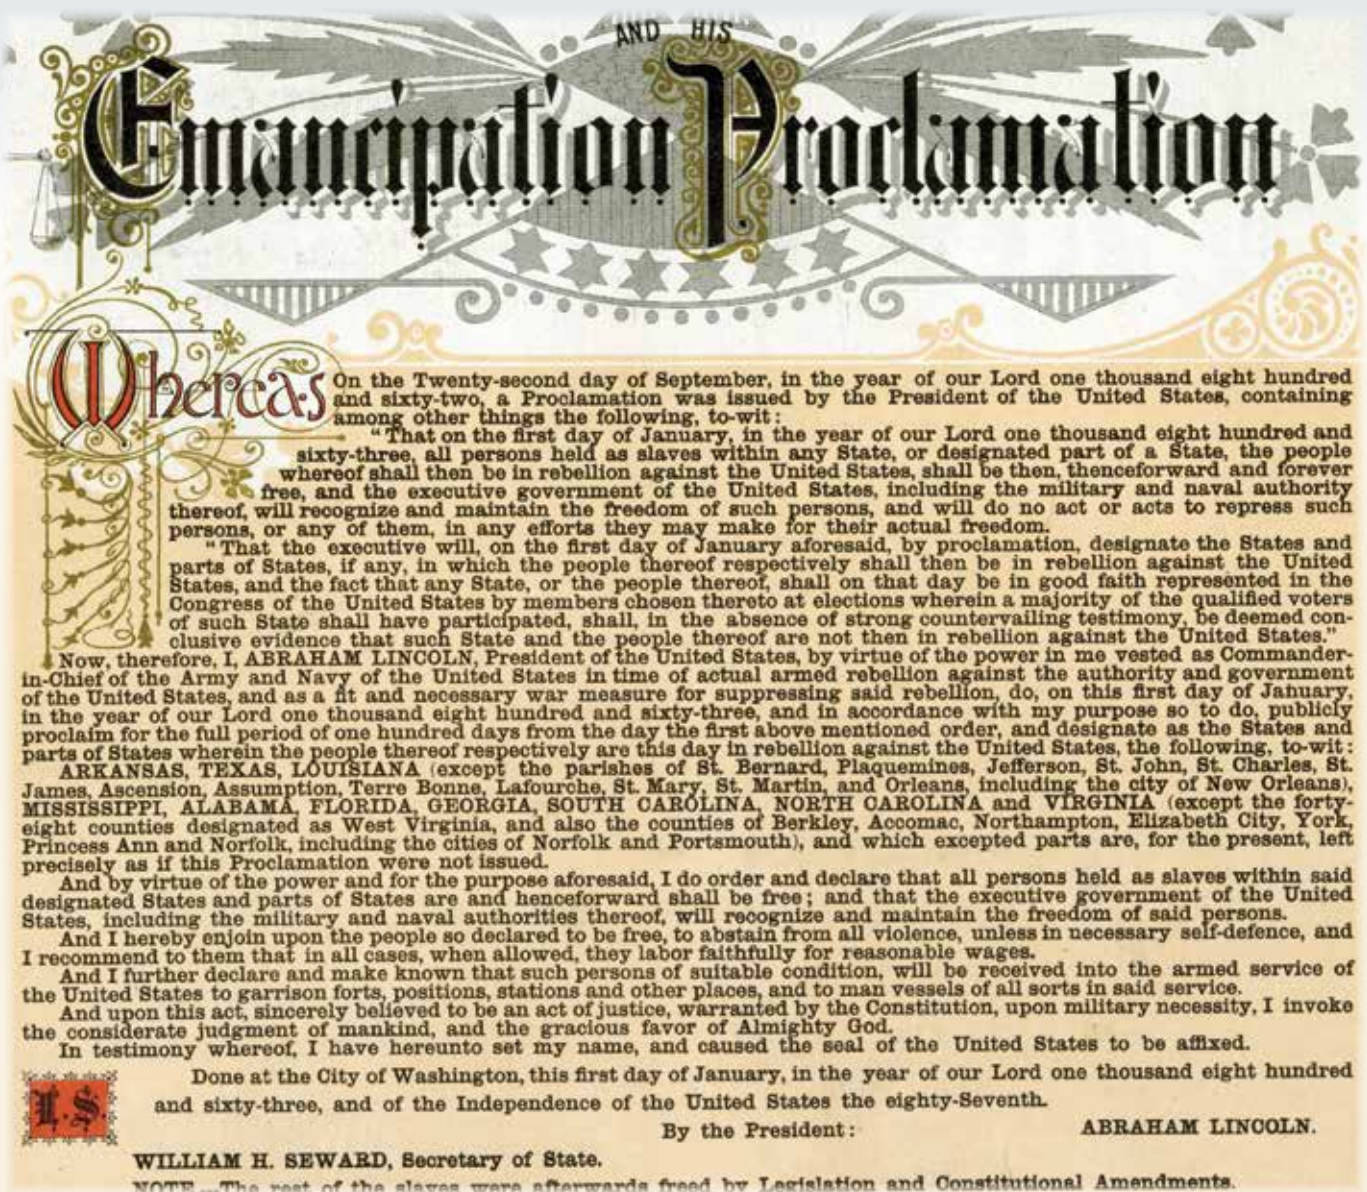 AND HIS
Emancipation Proclamation
Whereas On the Twenty-second day of September, in the year of our Lord one thousand eight hundred
and sixty-two, a Proclamation was issued by the President of the United States, containing
among other things the following, to-wit:
"That on the first day of January, in the year of our Lord one thousand eight hundred and
sixty-three, all persons held as slaves within any State, or designated part of a State, the people
whereof shall then be in rebellion against the United States, shall be then, thenceforward and forever
free, and the executive government of the United States, including the military and naval authority
thereof, will recognize and maintain the freedom of such persons, and will do no act or acts to repress such
persons, or any of them, in any efforts they may make for their actual freedom.
"That the executive will, on the first day of January aforesaid, by proclamation, designate the States and
parts of States, if any, in which the people thereof respectively shall then be in rebellion against the United
States, and the fact that any State, or the people thereof, shall on that day be in good faith represented in the
Congress of the United States by members chosen thereto at elections wherein a majority of the qualified voters
of such State shall have participated, shall, in the absence of strong countervailing testimony, be deemed con-
clusive evidence that such State and the people thereof are not then in rebellion against the United States."
Now, therefore, I, ABRAHAM LINCOLN, President of the United States, by virtue of the power in me vested as Commander-
in-Chief of the Army and Navy of the United States in time of actual armed rebellion against the authority and government
of the United States, and as a fit and necessary war measure for suppressing said rebellion, do, on this first day of January,
in the year of our Lord one thousand eight hundred and sixty-three, and in accordance with my purpose so to do, publicly
proclaim for the full period of one hundred days from the day the first above mentioned order, and designate as the States and
parts of States wherein the people thereof respectively are this day in rebellion against the United States, the following, to-wit:
ARKANSAS, TEXAS, LOUISIANA (except the parishes of St. Bernard, Plaquemines, Jefferson, St. John, St. Charles, St.
James, Ascension, Assumption, Terre Bonne, Lafourche, St. Mary, St. Martin, and Orleans, including the city of New Orleans),
MISSISSIPPI, ALABAMA, FLORIDA, GEORGIA, SOUTH CAROLINA, NORTH CAROLINA and VIRGINIA (except the forty-
eight counties designated as West Virginia, and also the counties of Berkley, Accomac, Northampton, Elizabeth City, York,
Princess Ann and Norfolk, including the cities of Norfolk and Portsmouth), and which excepted parts are, for the present, left
precisely as if this Proclamation were not issued.
And by virtue of the power and for the purpose aforesaid, I do order and declare that all persons held as slaves within said
designated States and parts of States are and henceforward shall be free; and that the executive government of the United
States, including the military and naval authorities thereof, will recognize and maintain the freedom of said persons.
And I hereby enjoin upon the people so declared to be free, to abstain from all violence, unless in necessary self-defence, and
I recommend to them that in all cases, when allowed, they labor faithfully for reasonable wages.
And I further declare and make known that such persons of suitable condition, will be received into the armed service of
the United States to garrison forts, positions, stations and other places, and to man vessels of all sorts in said service.
And upon this act, sincerely believed to be an act of justice, warranted by the Constitution, upon military necessity, I invoke
the considerate judgment of mankind, and the gracious favor of Almighty God.
In testimony whereof, I have hereunto set my name, and caused the seal of the United States to be affixed.
L.S. Done at the City of Washington, this first day of January, in the year of our Lord one thousand eight hundred
and sixty-three, and of the Independence of the United States the eighty-Seventh.
By the President: ABRAHAM LINCOLN.
WILLIAM H. SEWARD, Secretary of State.
NOTE.—The rest of the slaves were afterwards freed by Legislation and Constitutional Amendments.